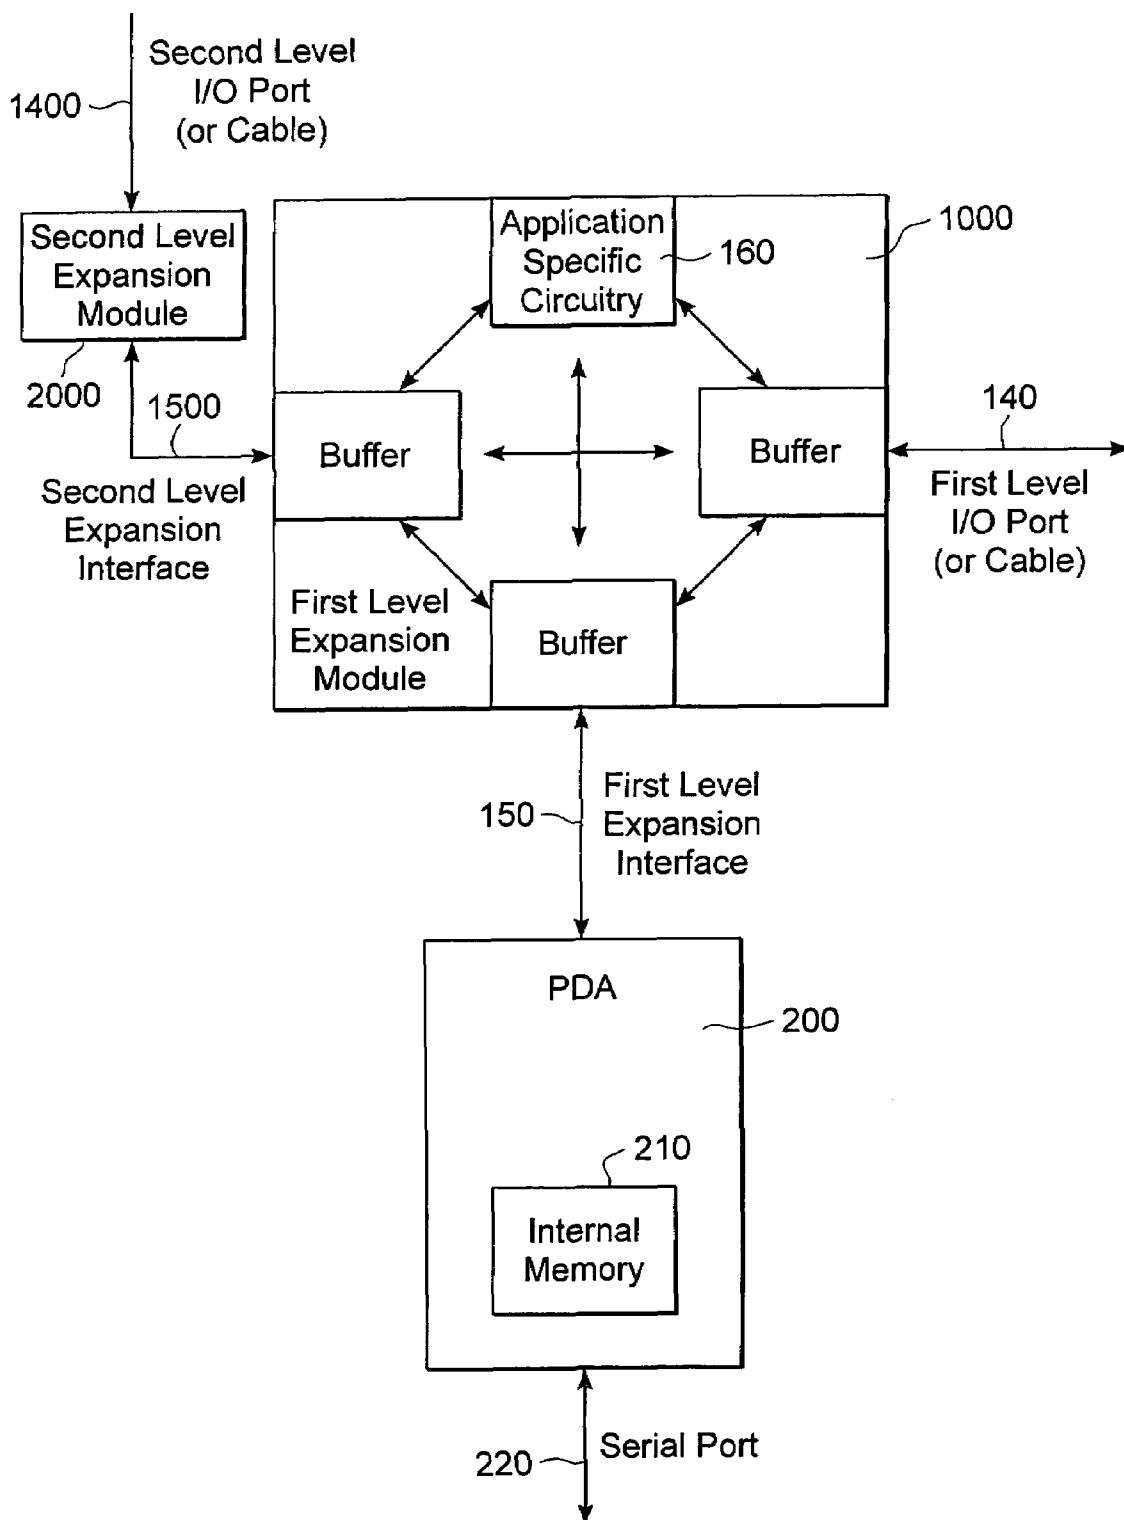 Second Level
I/O Port
(or Cable)
1400
Second Level
Expansion
Module
2000
1500
Second Level
Expansion
Interface
Application
Specific
Circuitry
160
1000
Buffer
Buffer
140
First Level
I/O Port
(or Cable)
First Level
Expansion
Module
Buffer
150
First Level
Expansion
Interface
PDA
200
210
Internal
Memory
220
Serial Port